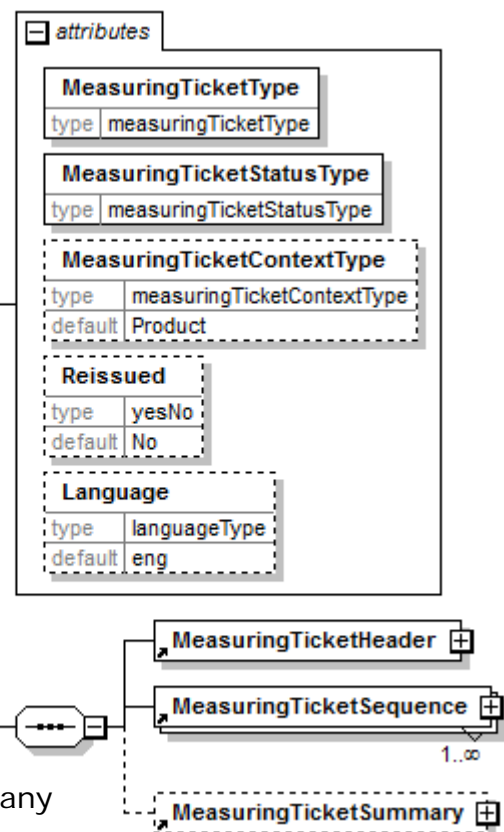 attributes
MeasuringTicketType
type measuringTicketType
MeasuringTicketStatusType
type measuringTicketStatusType
MeasuringTicketContextType
type measuringTicketContextType
default Product
Reissued
type yesNo
default No
Language
type languageType
default eng
MeasuringTicketHeader
MeasuringTicketSequence
1..∞
any
MeasuringTicketSummary